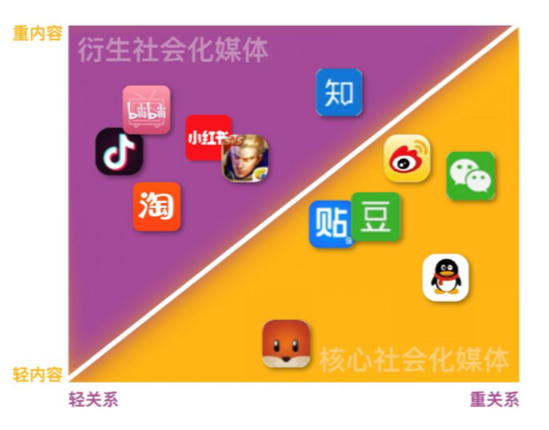 重内容
衍生社会化媒体
知
bilibili
小红书
淘
贴
豆
核心社会化媒体
轻内容
轻关系
重关系